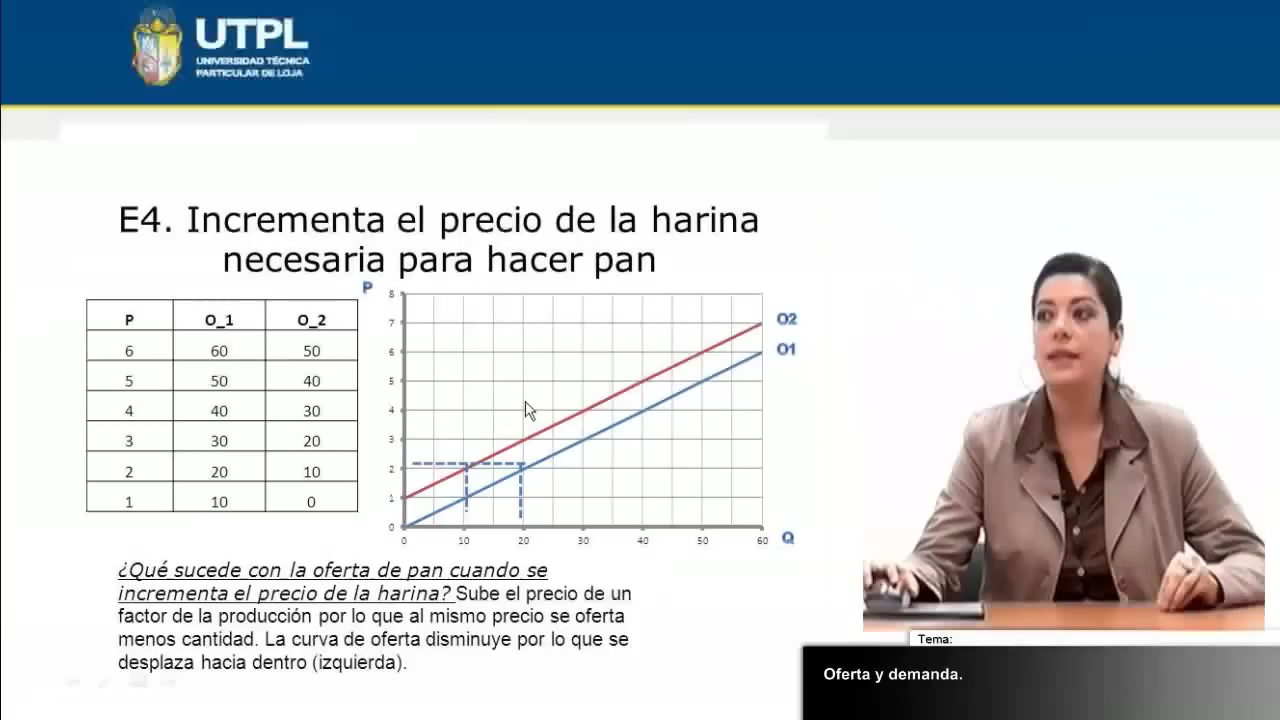 UTPL
UNIVERSIDAD TÉCNICA
PARTICULAR DE LOJA
E4. Incrementa el precio de la harina
necesaria para hacer pan
P O_1 O_2
6 60 50
5 50 40
4 40 30
3 30 20
2 20 10
1 10 0
P
8
7
6
5
4
3
2
1
0
0 10 20 30 40 50 60
Q
O2
O1
¿Qué sucede con la oferta de pan cuando se
incrementa el precio de la harina? Sube el precio de un
factor de la producción por lo que al mismo precio se oferta
menos cantidad. La curva de oferta disminuye por lo que se
desplaza hacia dentro (izquierda).
Tema:
Oferta y demanda.